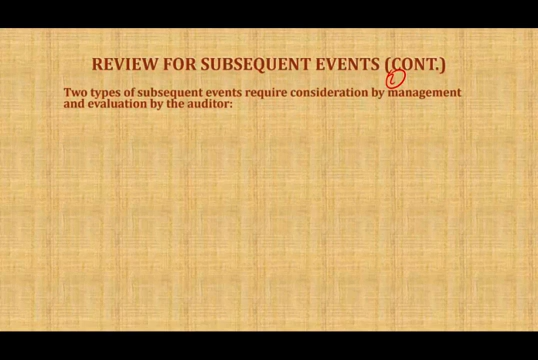 REVIEW FOR SUBSEQUENT EVENTS (CONT.)
Two types of subsequent events require consideration by management
and evaluation by the auditor: